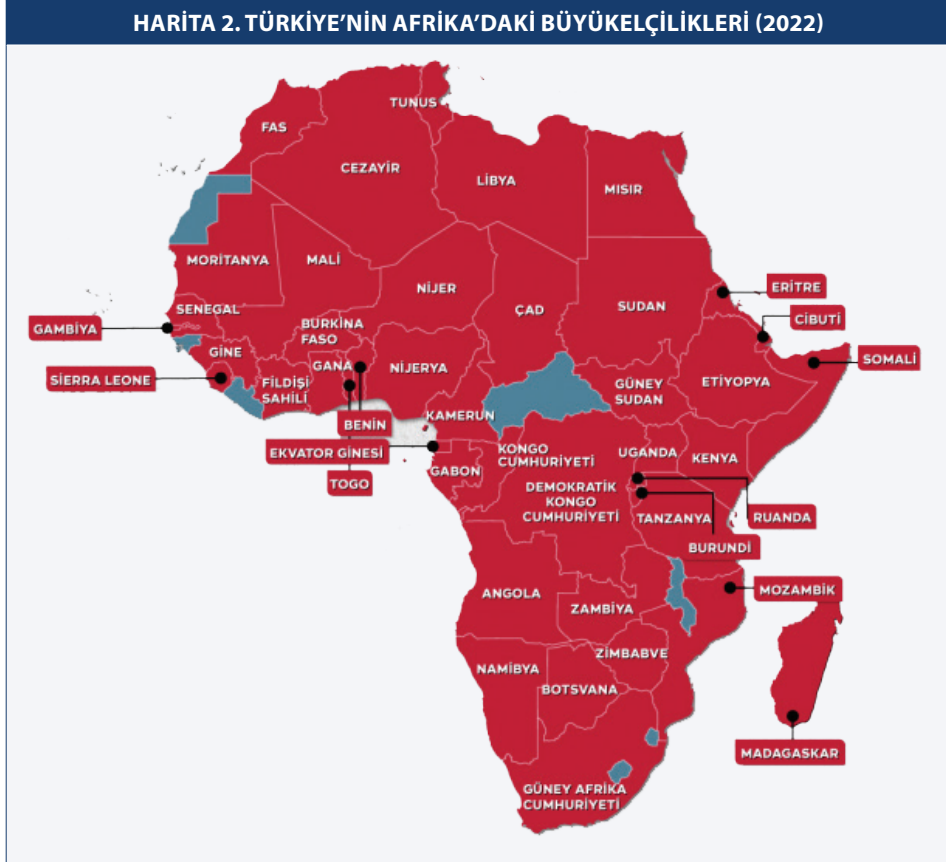 HARİTA 2. TÜRKİYE’NİN AFRİKA’DAKİ BÜYÜKELÇİLİKLERİ (2022)
TUNUS
FAS
CEZAYİR
LİBYA
MISIR
MORİTANYA
MALİ
NİJER
ÇAD
SUDAN
ERİTRE
SENEGAL
GAMBİYA
BURKİNA
FASO
CİBUTİ
GİNE
GANA
NİJERYA
SOMALİ
SİERRA LEONE
FİLDİŞİ
SAHİLİ
GÜNEY
SUDAN
ETİYOPYA
KAMERUN
BENİN
EKVATOR GİNESİ
KONGO
CUMHURİYETİ
UGANDA
KENYA
GABON
TOGO
DEMOKRATİK
KONGO
CUMHURİYETİ
TANZANYA
RUANDA
BURUNDİ
ANGOLA
ZAMBİYA
MOZAMBİK
ZİMBABVE
NAMİBYA
BOTSVANA
MADAGASKAR
GÜNEY AFRİKA
CUMHURİYETİ